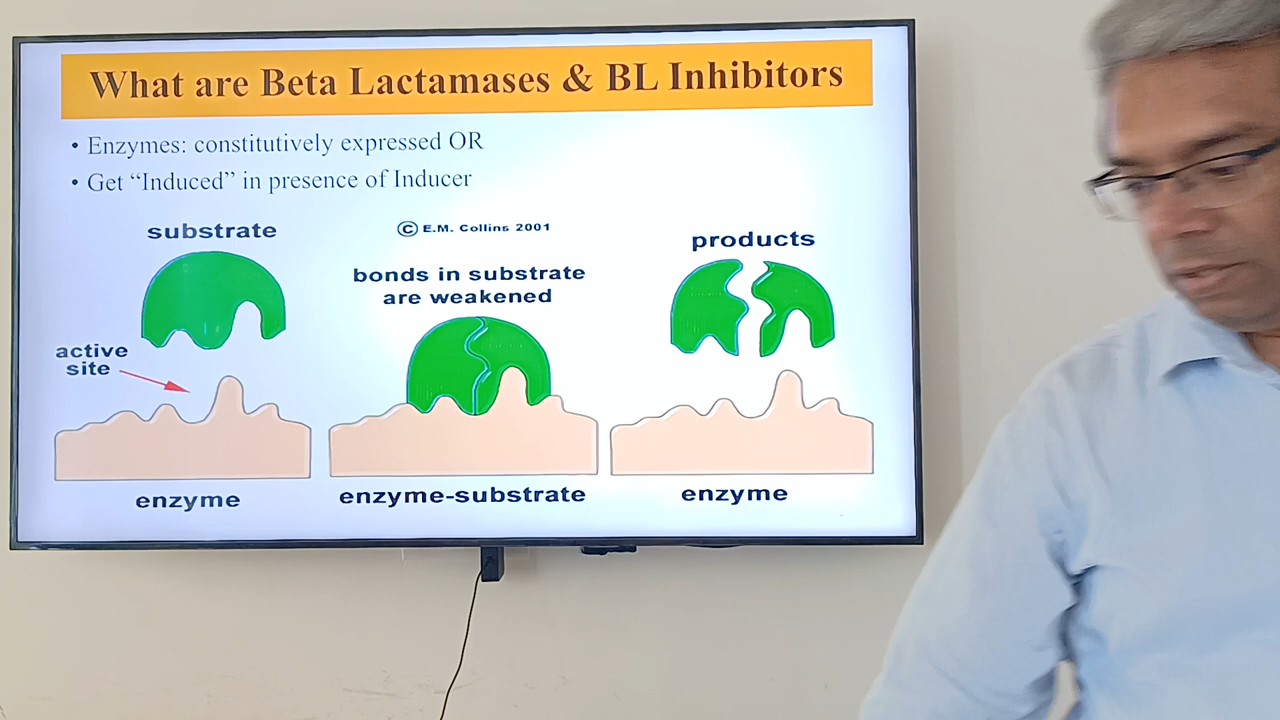 What are Beta Lactamases & BL Inhibitors
• Enzymes: constitutively expressed OR
• Get “Induced” in presence of Inducer
substrate
© E.M. Collins 2001
products
bonds in substrate
are weakened
active
site
enzyme
enzyme-substrate
enzyme